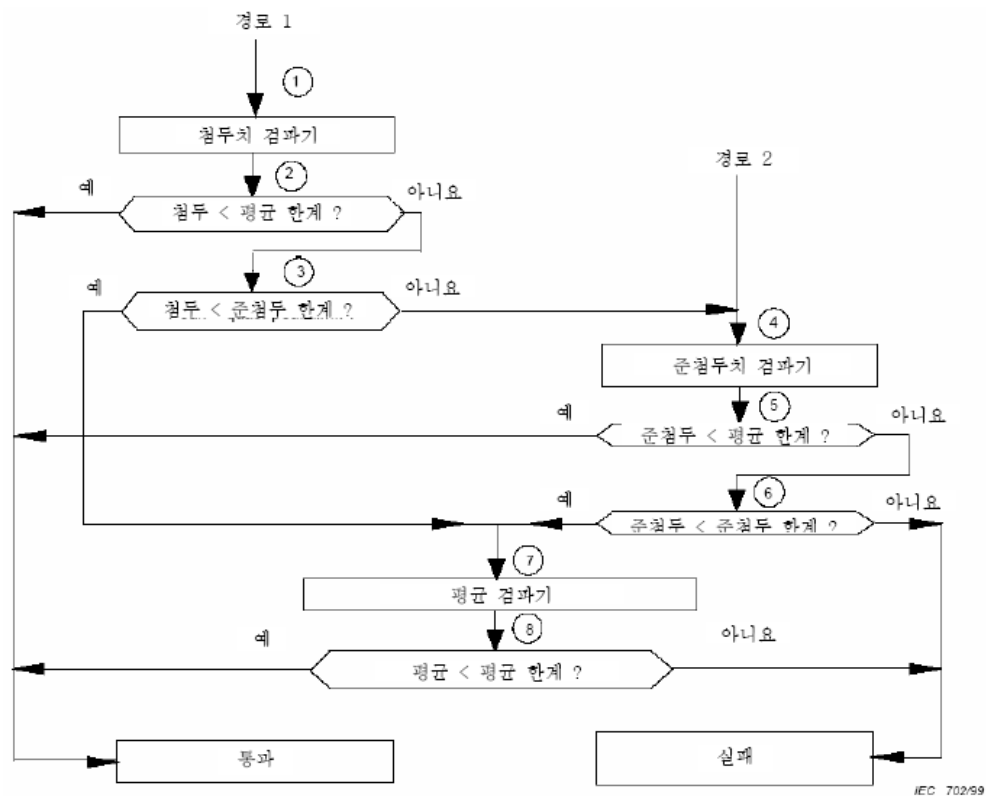 경로 1
①
첨두치 검파기
②
예
아니요
첨두 < 평균 한계 ?
③
예
아니요
첨두 < 준첨두 한계 ?
경로 2
④
준첨두치 검파기
⑤
예
아니요
준첨두 < 평균 한계 ?
⑥
예
아니요
준첨두 < 준첨두 한계 ?
⑦
평균 검파기
⑧
예
아니요
평균 < 평균 한계 ?
통과
실패
IEC 702/99